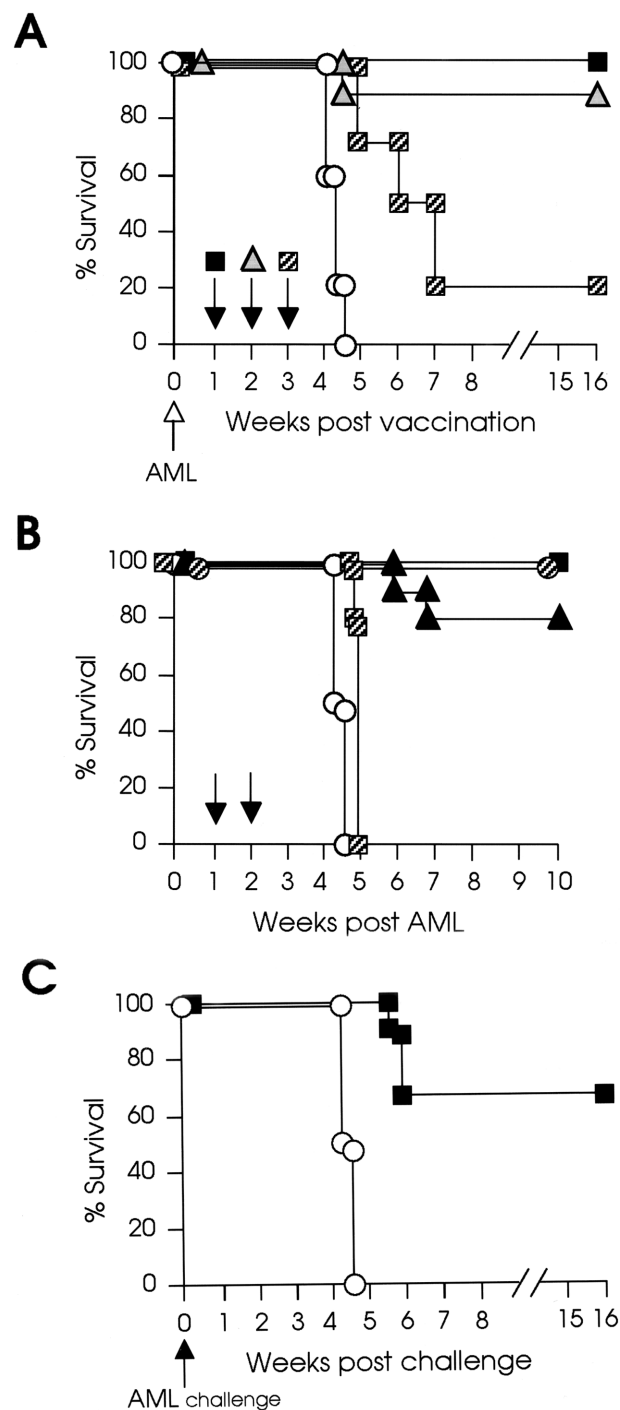 A
100
80
60
40
20
0
% Survival
0 1 2 3 4 5 6 7 8 15 16
Weeks post vaccination
AML
B
100
80
60
40
20
0
% Survival
0 1 2 3 4 5 6 7 8 9 10
Weeks post AML
C
100
80
60
40
20
0
% Survival
0 1 2 3 4 5 6 7 8 15 16
Weeks post challenge
AML challenge